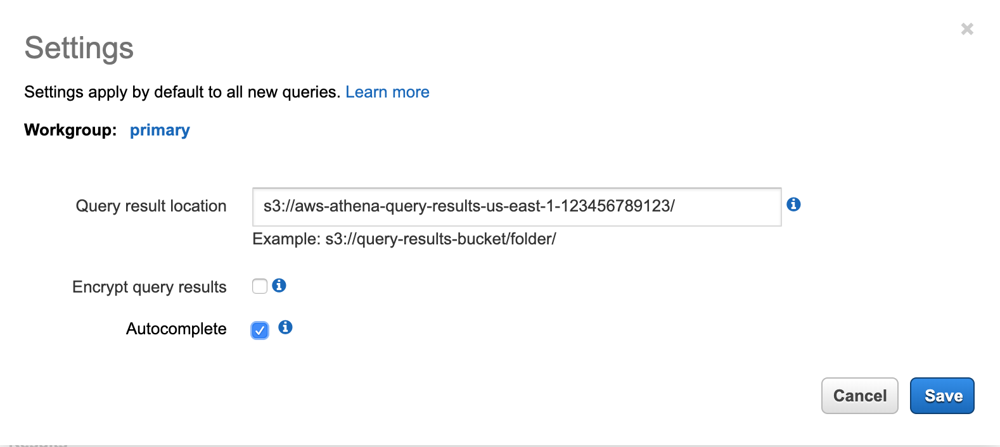 Settings
Settings apply by default to all new queries. Learn more
Workgroup: primary
Query result location s3://aws-athena-query-results-us-east-1-123456789123/
Example: s3://query-results-bucket/folder/
Encrypt query results
Autocomplete
Cancel Save